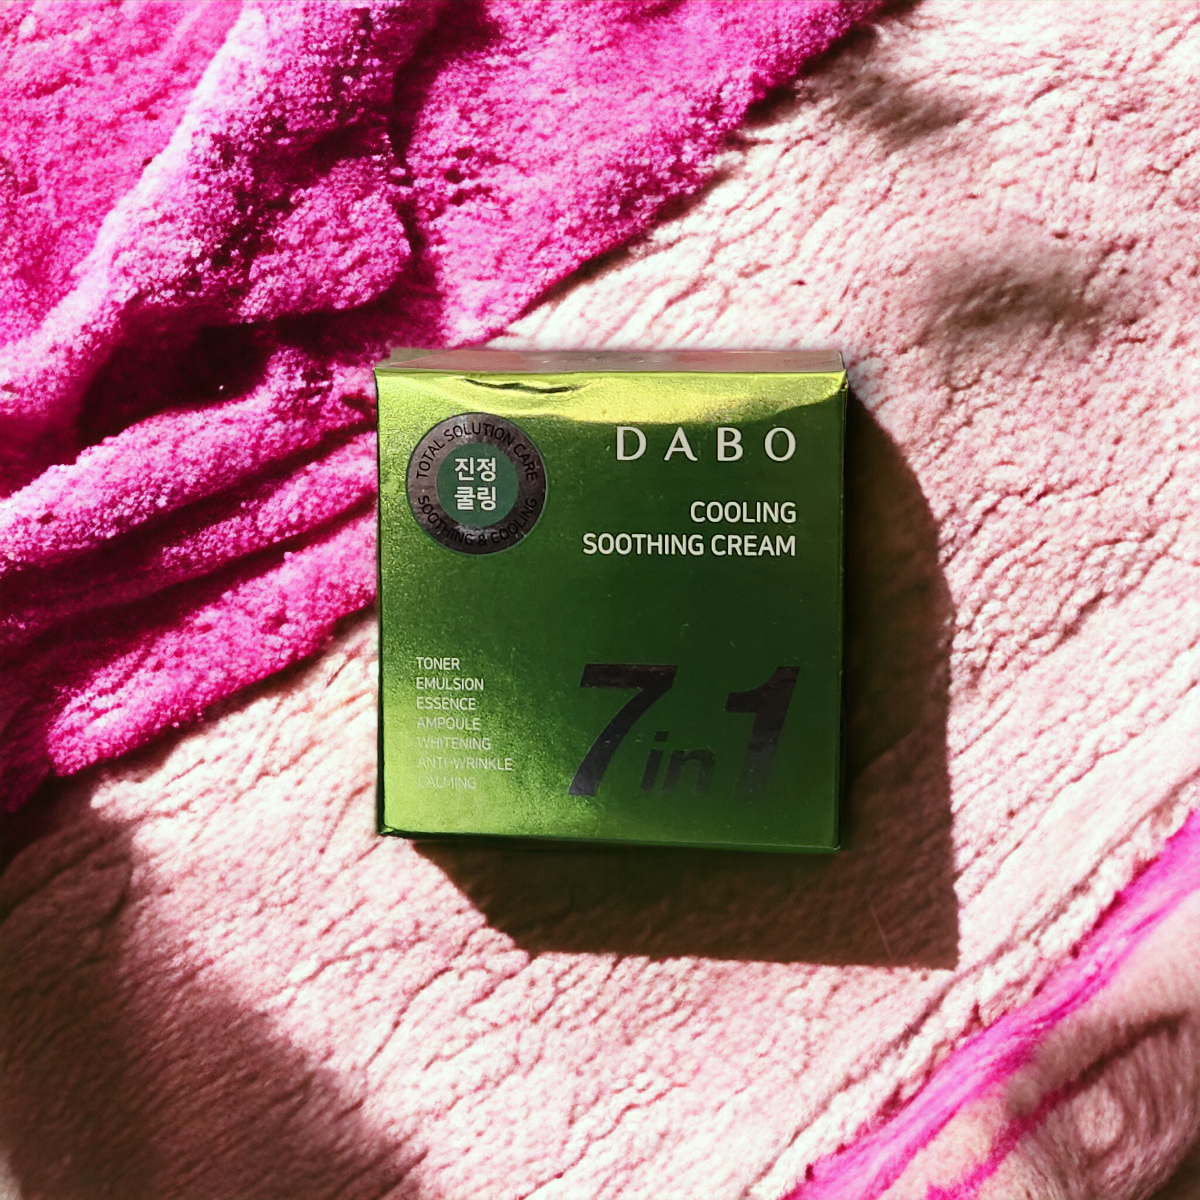 TOTAL SOLUTION CARE
진정
쿨링
SOOTHING & COOLING
DABO
COOLING
SOOTHING CREAM
TONER
EMULSION
ESSENCE
AMPOULE
WHITENING
ANTI-WRINKLE
CALMING
7in1